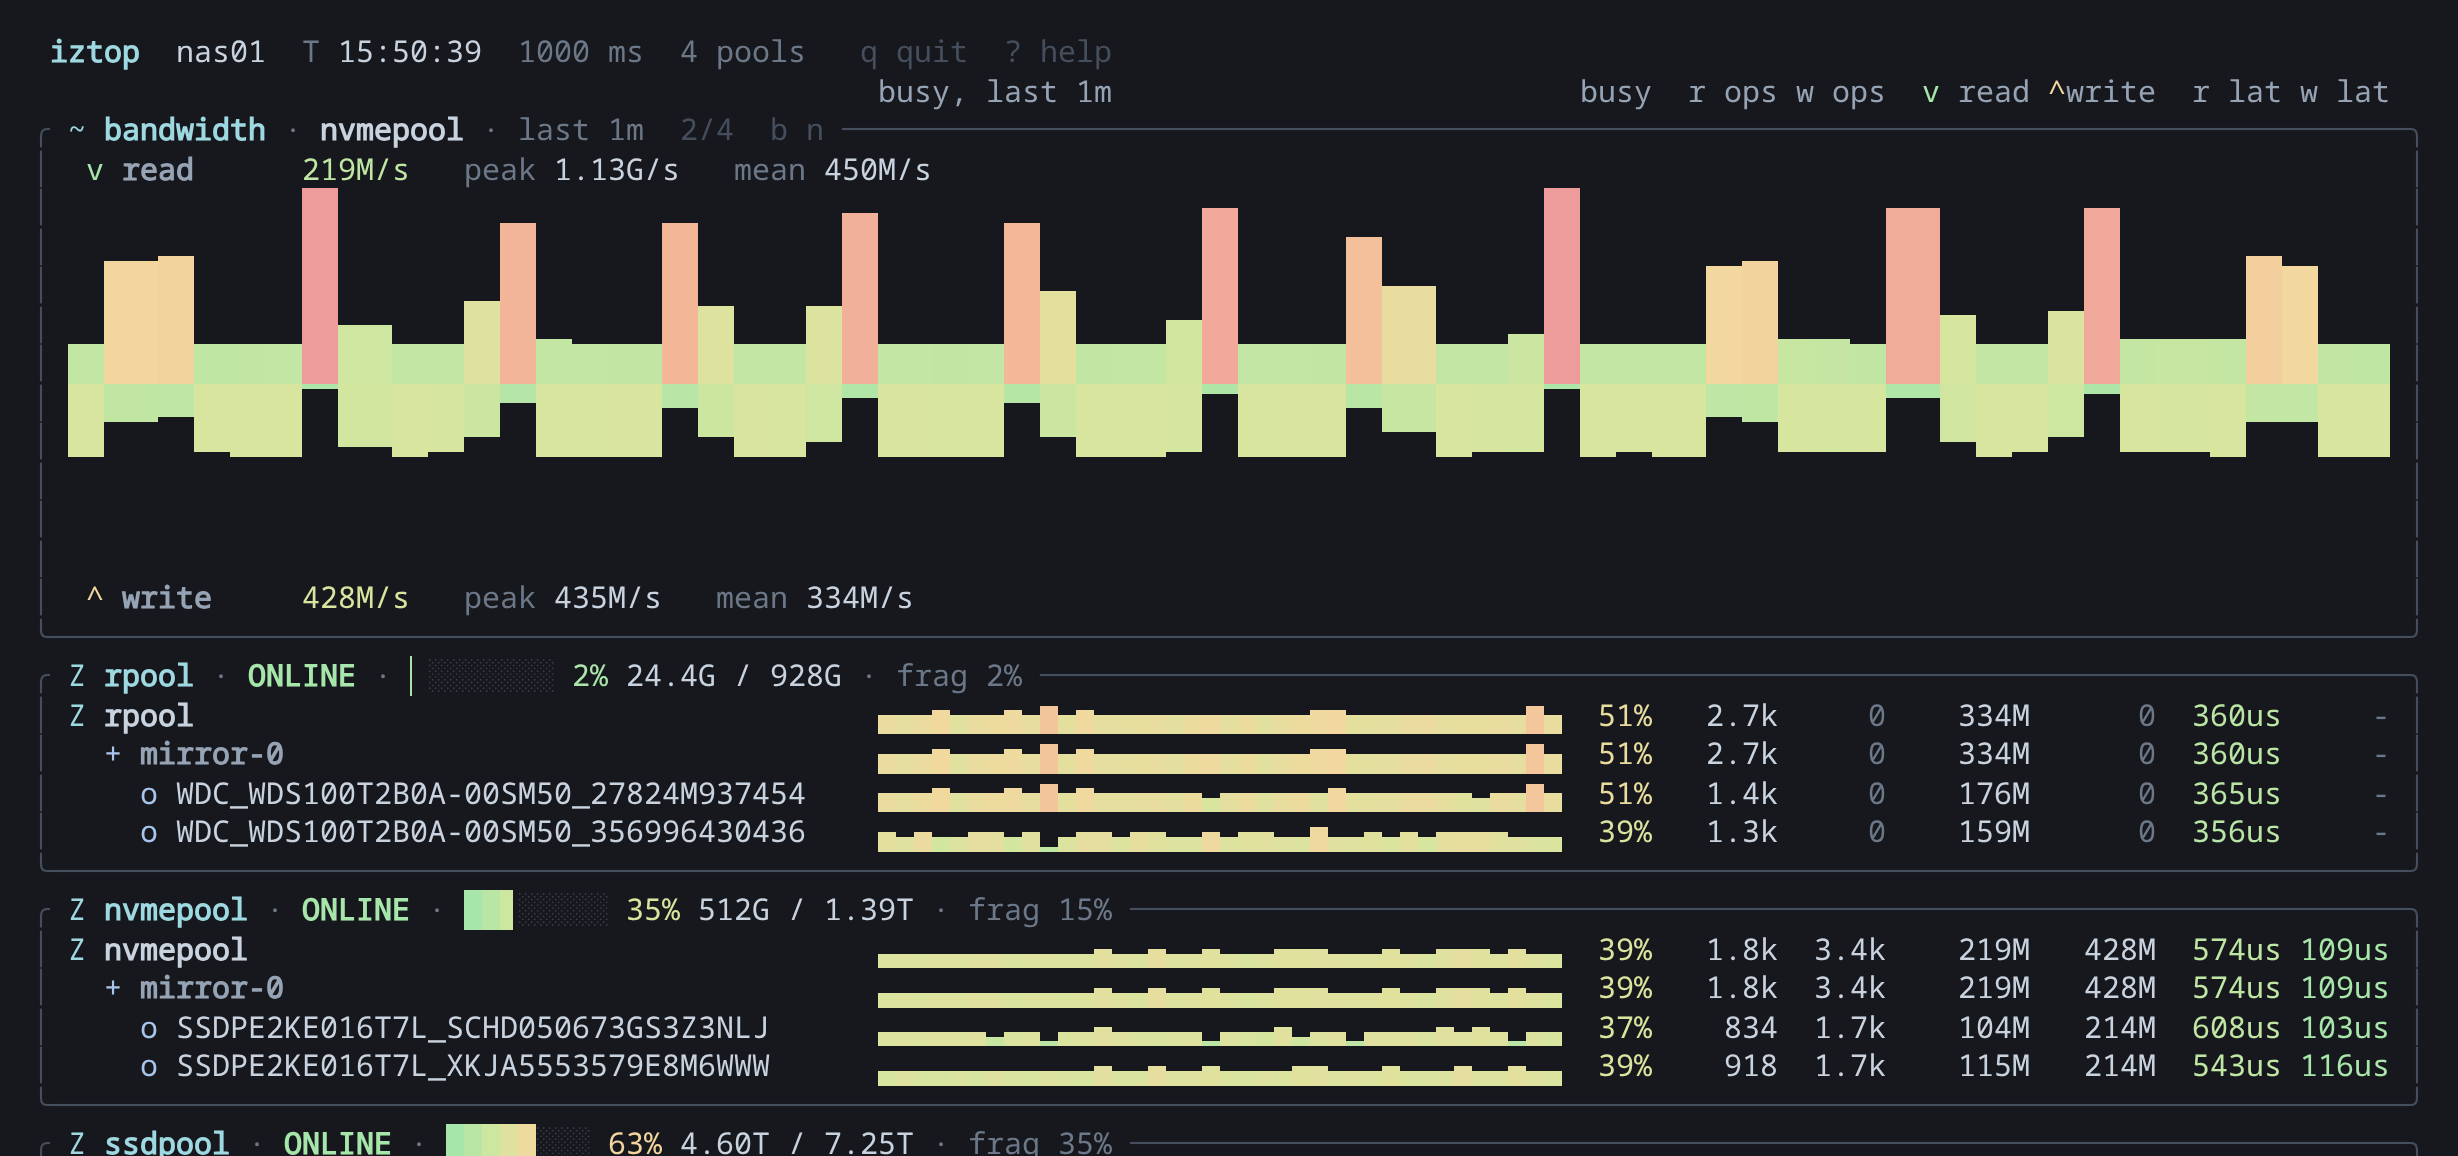 iztop nas01 T 15:50:39 1000 ms 4 pools q quit ? help
busy, last 1m busy r ops w ops v read ^write r lat w lat
~ bandwidth · nvmepool · last 1m 2/4 b n
v read 219M/s peak 1.13G/s mean 450M/s
^ write 428M/s peak 435M/s mean 334M/s
Z rpool · ONLINE · 2% 24.4G / 928G · frag 2%
Z rpool 51% 2.7k 0 334M 0 360us -
+ mirror-0 51% 2.7k 0 334M 0 360us -
o WDC_WDS100T2B0A-00SM50_27824M937454 51% 1.4k 0 176M 0 365us -
o WDC_WDS100T2B0A-00SM50_356996430436 39% 1.3k 0 159M 0 356us -
Z nvmepool · ONLINE · 35% 512G / 1.39T · frag 15%
Z nvmepool 39% 1.8k 3.4k 219M 428M 574us 109us
+ mirror-0 39% 1.8k 3.4k 219M 428M 574us 109us
o SSDPE2KE016T7L_SCHD050673GS3Z3NLJ 37% 834 1.7k 104M 214M 608us 103us
o SSDPE2KE016T7L_XKJA5553579E8M6WWW 39% 918 1.7k 115M 214M 543us 116us
Z ssdpool · ONLINE · 63% 4.60T / 7.25T · frag 35%